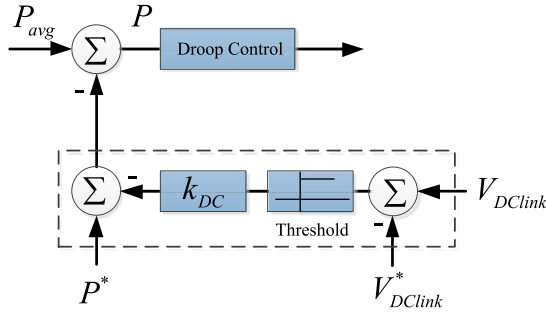 P_avg
P
Σ
Droop Control
-
Σ
-
k_DC
Threshold
Σ
V_DClink
-
P*
V*_DClink